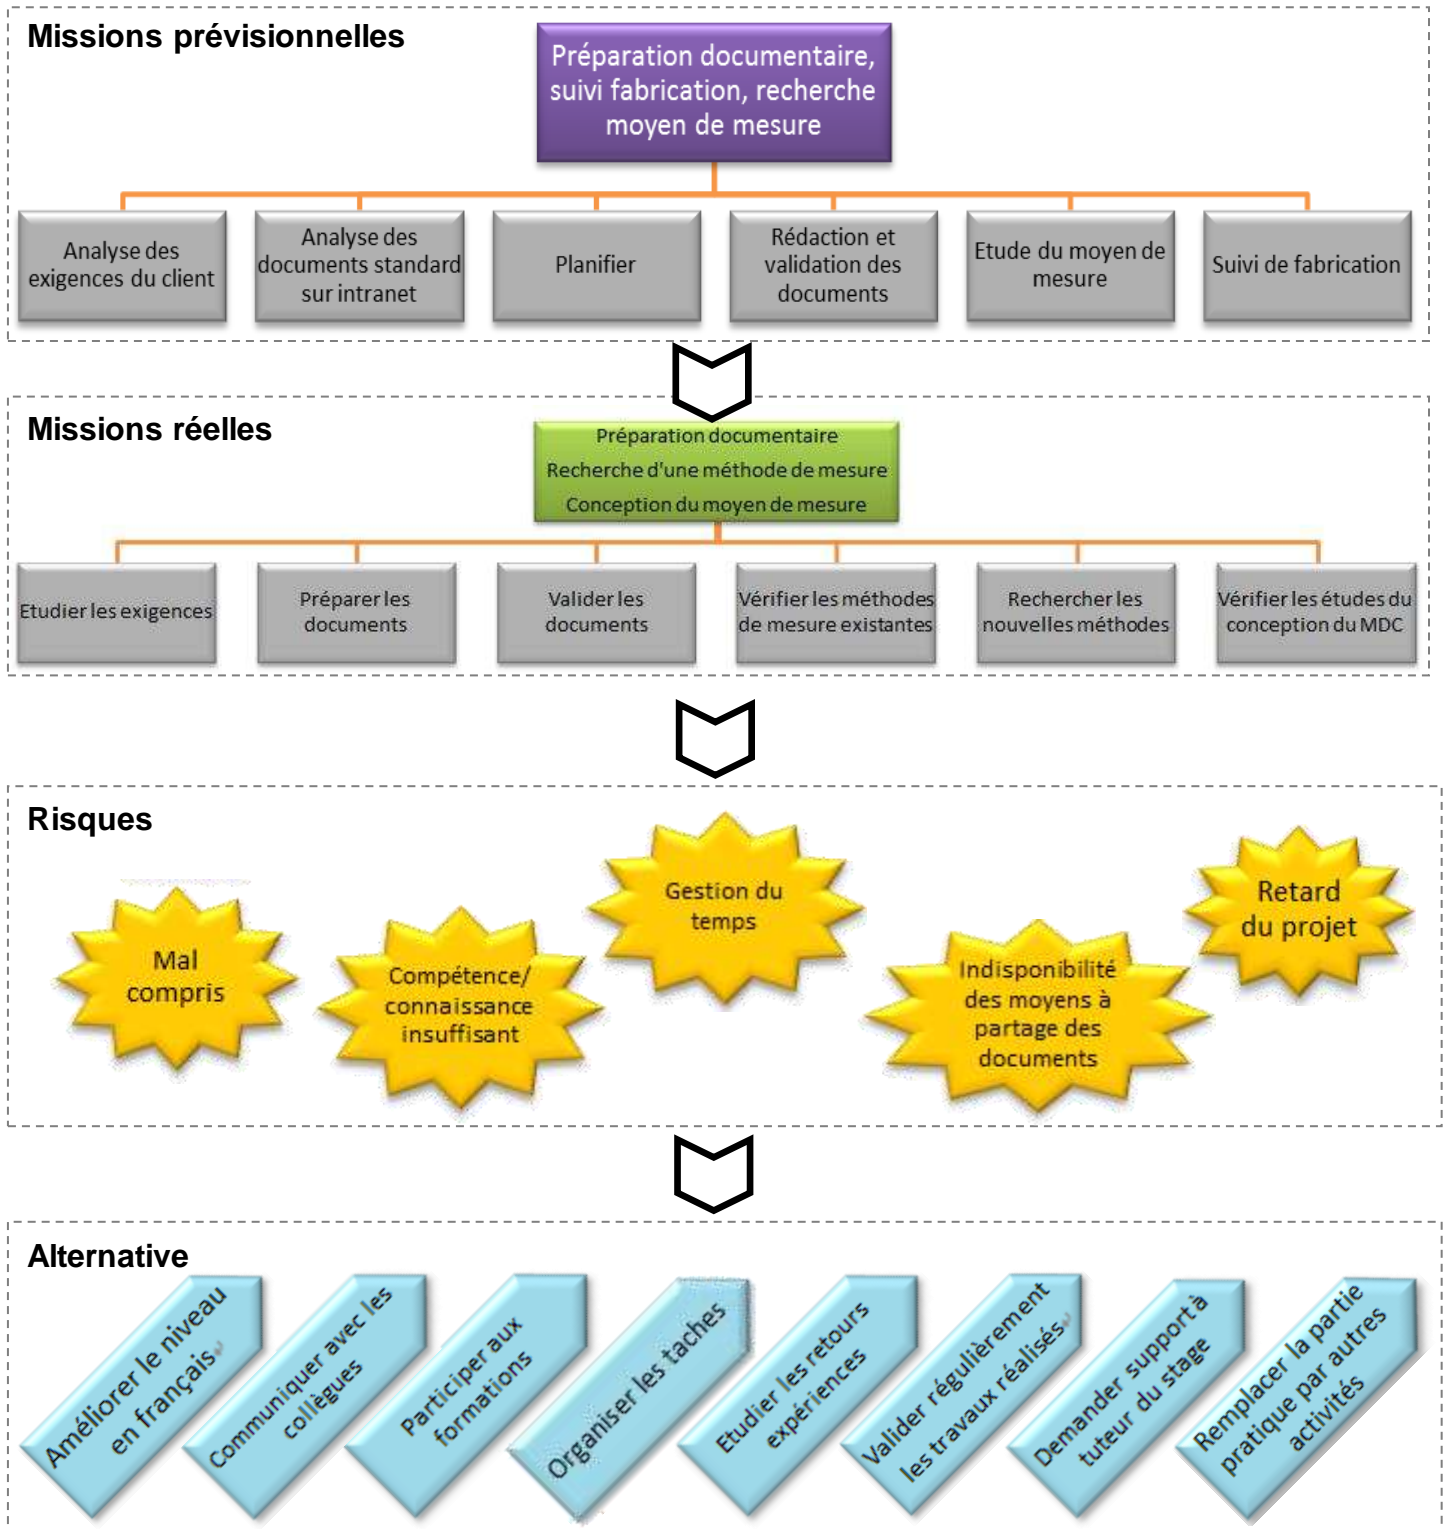 Missions prévisionnelles
Préparation documentaire,
suivi fabrication, recherche
moyen de mesure
Analyse des
exigences du client
Analyse des
documents standard
sur intranet
Planifier
Rédaction et
validation des
documents
Etude du moyen de
mesure
Suivi de fabrication
Missions réelles
Préparation documentaire
Recherche d'une méthode de mesure
Conception du moyen de mesure
Etudier les exigences
Préparer les
documents
Valider les
documents
Vérifier les méthodes
de mesure existantes
Rechercher les
nouvelles méthodes
Vérifier les études du
conception du MDC
Risques
Mal
compris
Compétence/
connaissance
insuffisant
Gestion du
temps
Indisponibilité
des moyens à
partage des
documents
Retard
du projet
Alternative
Améliorer le niveau
en français
Communiquer avec les
collègues
Participer aux
formations
Organiser les taches
Etudier les retours
expériences
Valider régulièrement
les travaux réalisés
Demander support à
tuteur du stage
Remplacer la partie
pratique par autres
activités